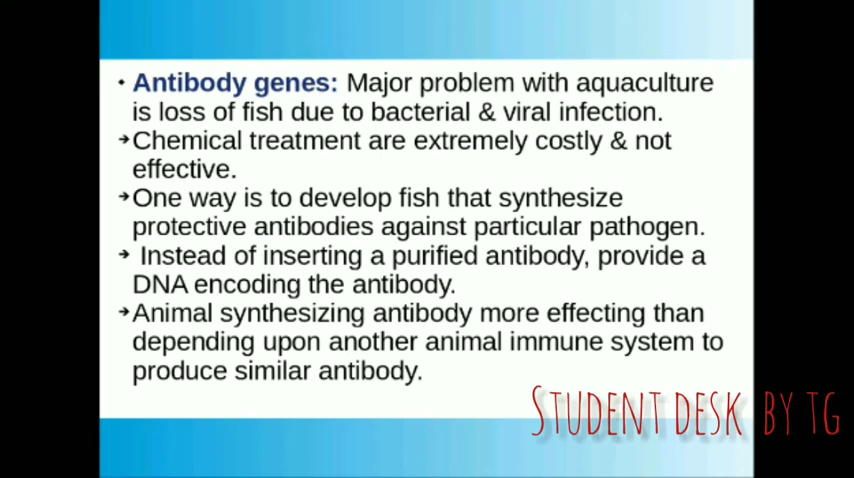 • Antibody genes: Major problem with aquaculture
is loss of fish due to bacterial & viral infection.
➔Chemical treatment are extremely costly & not
effective.
➔One way is to develop fish that synthesize
protective antibodies against particular pathogen.
➔ Instead of inserting a purified antibody, provide a
DNA encoding the antibody.
➔Animal synthesizing antibody more effecting than
depending upon another animal immune system to
produce similar antibody.
STUDENT DESK BY TG